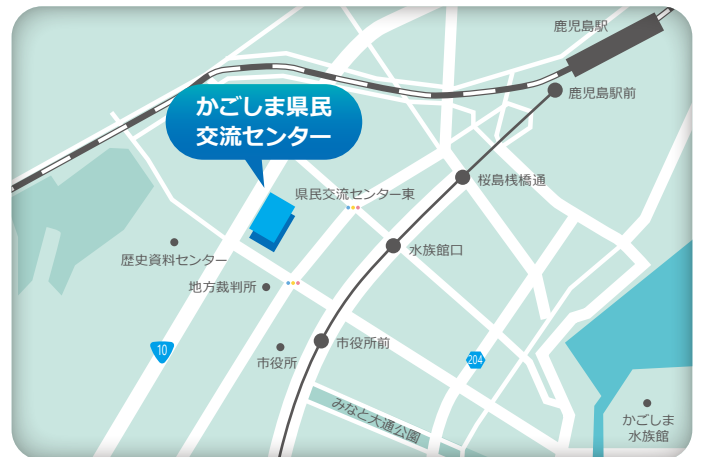 鹿児島駅
鹿児島駅前
かごしま県民
交流センター
桜島桟橋通
県民交流センター東
水族館口
歴史資料センター
地方裁判所
10
市役所前
市役所
204
みなと大通公園
かごしま
水族館